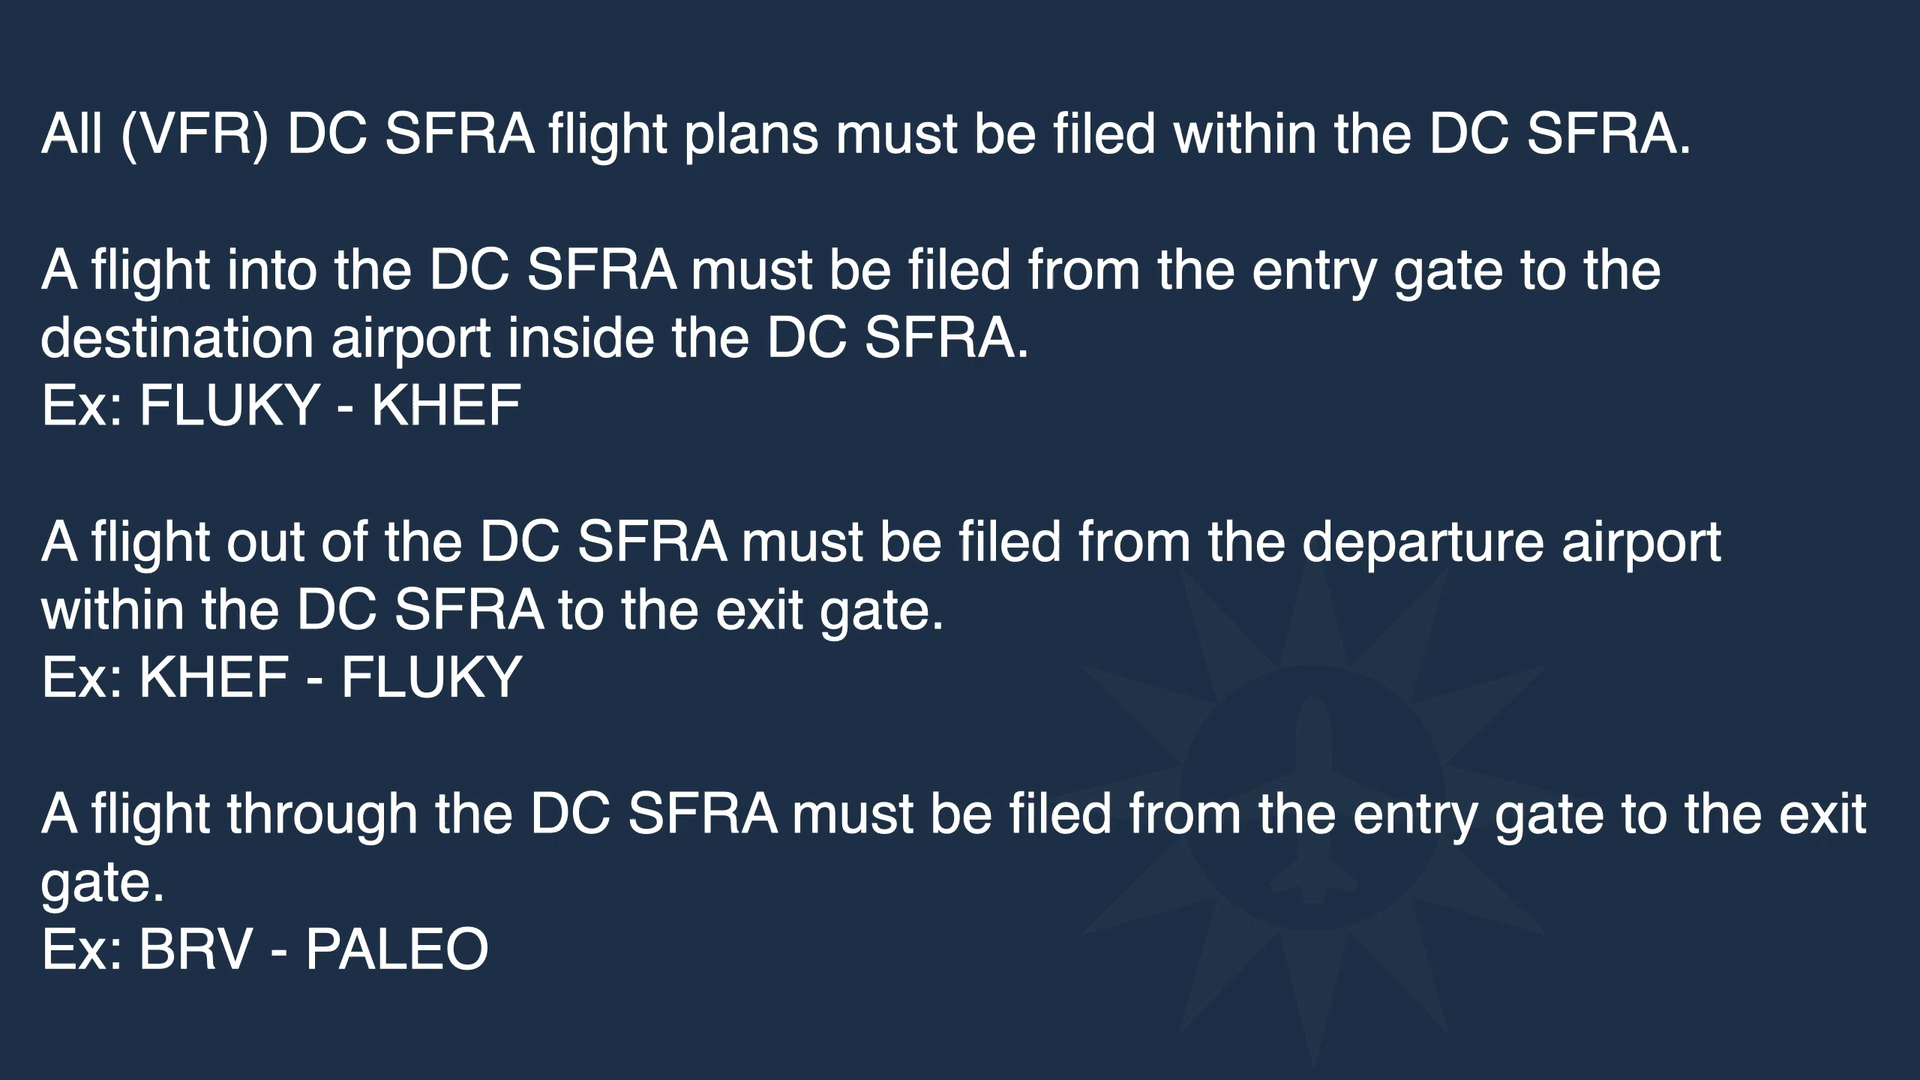 All (VFR) DC SFRA flight plans must be filed within the DC SFRA.
A flight into the DC SFRA must be filed from the entry gate to the
destination airport inside the DC SFRA.
Ex: FLUKY - KHEF
A flight out of the DC SFRA must be filed from the departure airport
within the DC SFRA to the exit gate.
Ex: KHEF - FLUKY
A flight through the DC SFRA must be filed from the entry gate to the exit
gate.
Ex: BRV - PALEO